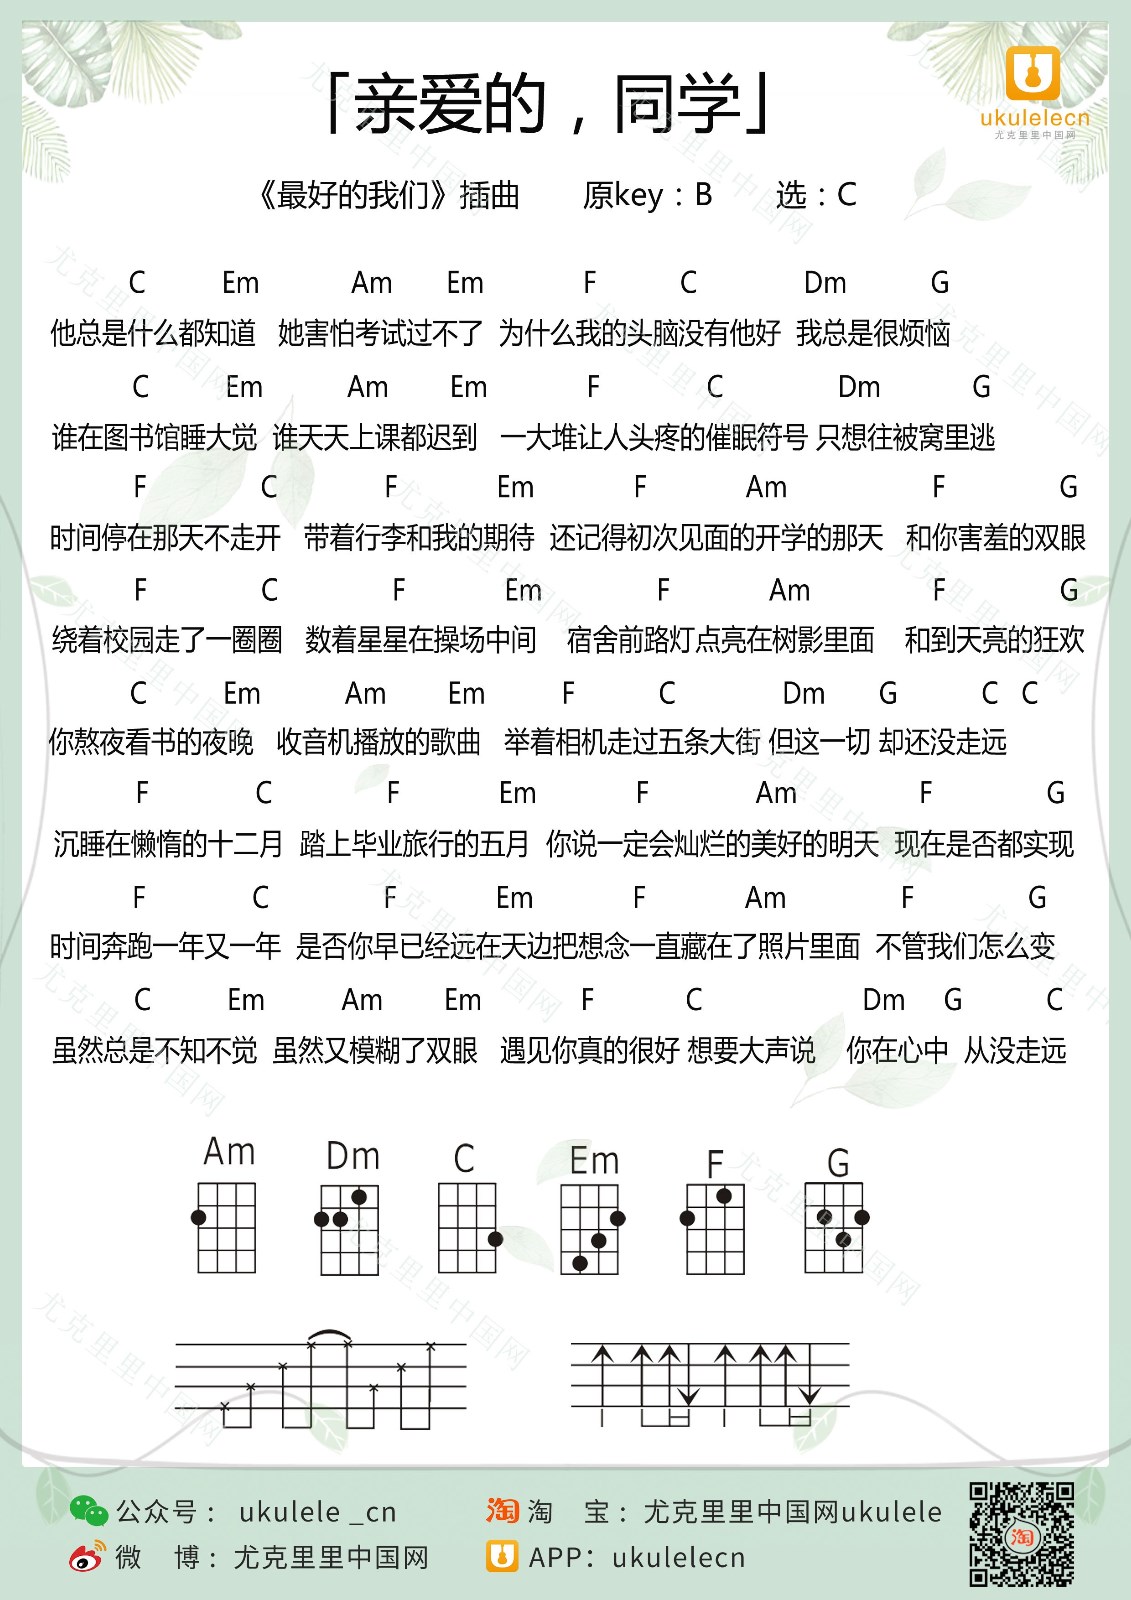 「亲爱的，同学」
ukulelecn
尤克里里中国网
《最好的我们》插曲 原key：B 选：C
C Em Am Em F C Dm G
他总是什么都知道 她害怕考试过不了 为什么我的头脑没有他好 我总是很烦恼
C Em Am Em F C Dm G
谁在图书馆睡大觉 谁天天上课都迟到 一大堆让人头疼的催眠符号 只想往被窝里逃
F C F Em F Am F G
时间停在那天不走开 带着行李和我的期待 还记得初次见面的开学的那天 和你害羞的双眼
F C F Em F Am F G
绕着校园走了一圈圈 数着星星在操场中间 宿舍前路灯点亮在树影里面 和到天亮的狂欢
C Em Am Em F C Dm G C C
你熬夜看书的夜晚 收音机播放的歌曲 举着相机走过五条大街 但这一切 却还没走远
F C F Em F Am F G
沉睡在懒惰的十二月 踏上毕业旅行的五月 你说一定会灿烂的美好的明天 现在是否都实现
F C F Em F Am F G
时间奔跑一年又一年 是否你早已经远在天边把想念一直藏在了照片里面 不管我们怎么变
C Em Am Em F C Dm G C
虽然总是不知不觉 虽然又模糊了双眼 遇见你真的很好 想要大声说 你在心中 从没走远
Am Dm C Em F G
公众号：ukulele _cn
淘 宝：尤克里里中国网ukulele
微 博：尤克里里中国网
APP：ukulelecn
淘